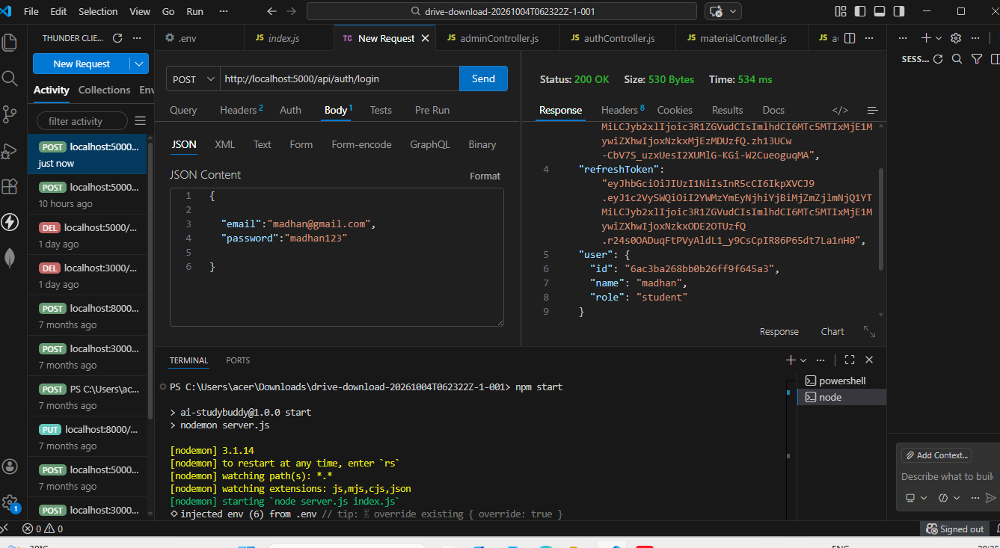 File Edit Selection View Go Run ··· drive-download-20261004T062322Z-1-001
THUNDER CLIE... ···
New Request
Activity Collections Env
filter activity
POST localhost:5000...
just now
POST localhost:5000...
10 hours ago
DEL localhost:5000/...
1 day ago
DEL localhost:3000/...
1 day ago
POST localhost:8000...
7 months ago
POST localhost:3000...
7 months ago
POST PS C:\Users\ac...
7 months ago
PUT localhost:8000/...
7 months ago
POST localhost:5000...
7 months ago
POST localhost:3000...
.env JS index.js TC New Request JS adminController.js JS authController.js JS materialController.js JS au ···
POST http://localhost:5000/api/auth/login Send
Query Headers 2 Auth Body 1 Tests Pre Run
JSON XML Text Form Form-encode GraphQL Binary
JSON Content Format
1 {
2
3 "email":"madhan@gmail.com",
4 "password":"madhan123"
5
6 }
Status: 200 OK Size: 530 Bytes Time: 534 ms
Response Headers 8 Cookies Results Docs </>
MiLCJyb2xlIjoic3R1ZGVudCIsImlhdCI6MTc5MTIxMjE1M
ywiZXhwIjoxNzkxMjEzMDUzfQ.zh13UCw
-CbV7S_uzxUesI2XUMlG-KGi-W2CueoguqMA",
4 "refreshToken":
"eyJhbGciOiJIUzI1NiIsInR5cCI6IkpXVCJ9
.eyJ1c2VySWQiOiI2YWMzYmEyNjhiYjBiMjZmZjlmNjQ1YT
MiLCJyb2xlIjoic3R1ZGVudCIsImlhdCI6MTc5MTIxMjE1M
ywiZXhwIjoxNzkxODE2OTUzfQ
.r24s0OADuqFtPVyAldL1_y9CsCpIR86P65dt7La1nH0",
5 "user": {
6 "id": "6ac3ba268bb0b26ff9f645a3",
7 "name": "madhan",
8 "role": "student"
9 }
Response Chart
TERMINAL PORTS
PS C:\Users\acer\Downloads\drive-download-20261004T062322Z-1-001> npm start
> ai-studybuddy@1.0.0 start
> nodemon server.js
[nodemon] 3.1.14
[nodemon] to restart at any time, enter `rs`
[nodemon] watching path(s): *.*
[nodemon] watching extensions: js,mjs,cjs,json
[nodemon] starting `node server.js index.js`
injected env (6) from .env // tip: override existing { override: true }
powershell
node
SESS...
Add Context...
Describe what to build
1
0 0
Signed out